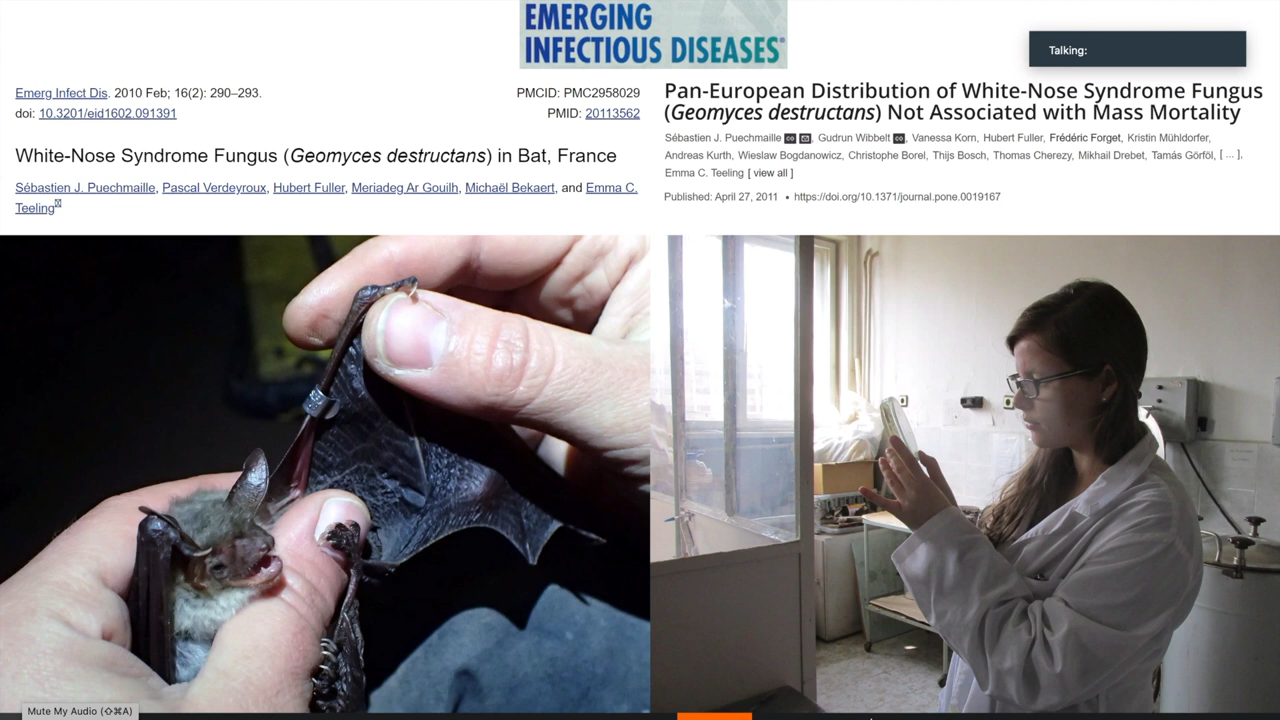 EMERGING
INFECTIOUS DISEASES®
Talking:
Emerg Infect Dis. 2010 Feb; 16(2): 290–293.
PMCID: PMC2958029
doi: 10.3201/eid1602.091391
PMID: 20113562
White-Nose Syndrome Fungus (Geomyces destructans) in Bat, France
Sébastien J. Puechmaille, Pascal Verdeyroux, Hubert Fuller, Meriadeg Ar Gouilh, Michaël Bekaert, and Emma C.
Teeling
Pan-European Distribution of White-Nose Syndrome Fungus
(Geomyces destructans) Not Associated with Mass Mortality
Sébastien J. Puechmaille, Gudrun Wibbelt, Vanessa Korn, Hubert Fuller, Frédéric Forget, Kristin Mühldorfer,
Andreas Kurth, Wieslaw Bogdanowicz, Christophe Borel, Thijs Bosch, Thomas Cherezy, Mikhail Drebet, Tamás Görföl, [ ... ],
Emma C. Teeling [ view all ]
Published: April 27, 2011 • https://doi.org/10.1371/journal.pone.0019167
Mute My Audio (⇧⌘A)